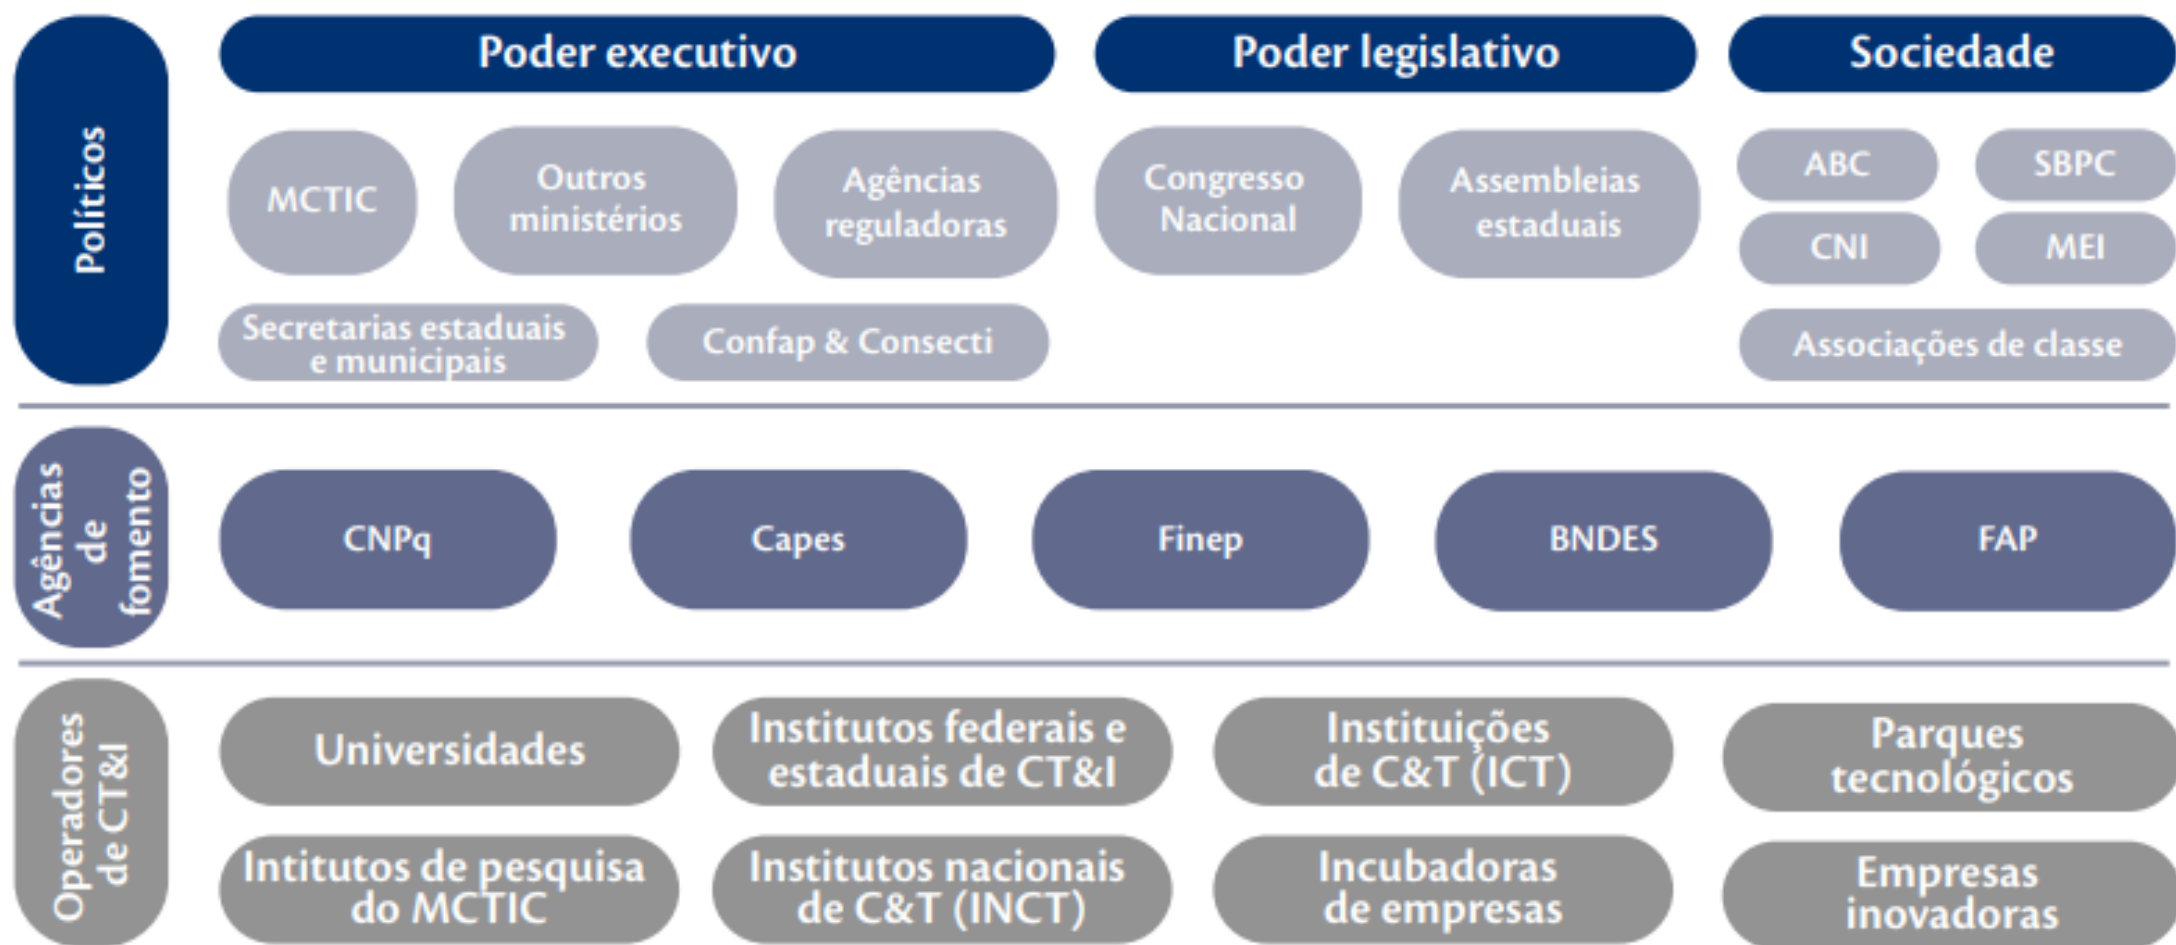 Políticos
Poder executivo
Poder legislativo
Sociedade
MCTIC
Outros
ministérios
Agências
reguladoras
Congresso
Nacional
Assembleias
estaduais
ABC
SBPC
CNI
MEI
Secretarias estaduais
e municipais
Confap & Consecti
Associações de classe
Agências
de
fomento
CNPq
Capes
Finep
BNDES
FAP
Operadores
de CT&I
Universidades
Institutos federais e
estaduais de CT&I
Instituições
de C&T (ICT)
Parques
tecnológicos
Intitutos de pesquisa
do MCTIC
Institutos nacionais
de C&T (INCT)
Incubadoras
de empresas
Empresas
inovadoras